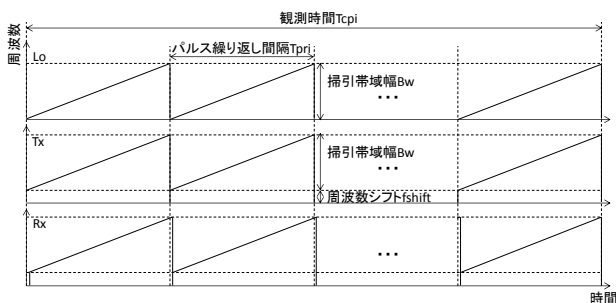 観測時間Tcpi
周波数
Lo
パルス繰り返し間隔Tpri
掃引帯域幅Bw
･･･
Tx
掃引帯域幅Bw
･･･
周波数シフトfshift
Rx
･･･
時間